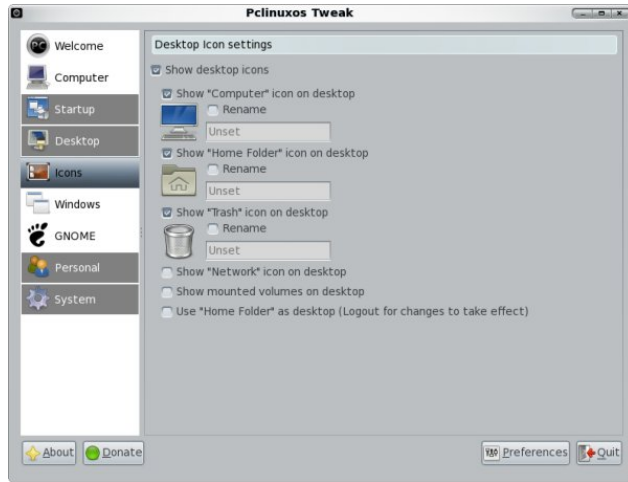 Pclinuxos Tweak
Welcome
Computer
Startup
Desktop
Icons
Windows
GNOME
Personal
System
Desktop Icon settings
Show desktop icons
Show "Computer" icon on desktop
Rename
Unset
Show "Home Folder" icon on desktop
Rename
Unset
Show "Trash" icon on desktop
Rename
Unset
Show "Network" icon on desktop
Show mounted volumes on desktop
Use "Home Folder" as desktop (Logout for changes to take effect)
About
Donate
Preferences
Quit